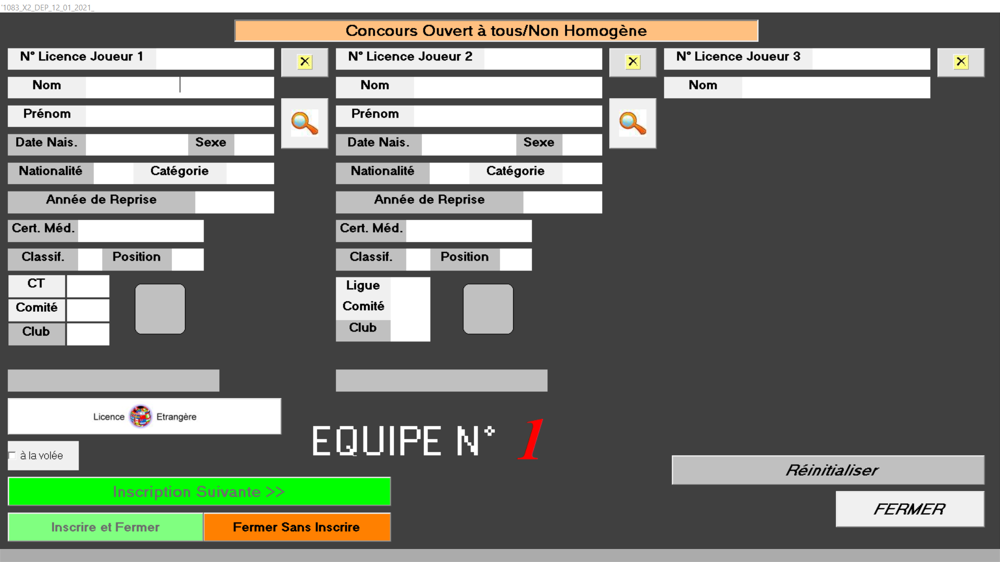 '1083_X2_DEP_12_01_2021_
Concours Ouvert à tous/Non Homogène
N° Licence Joueur 1
Nom
Prénom
Date Nais. Sexe
Nationalité Catégorie
Année de Reprise
Cert. Méd.
Classif. Position
CT
Comité
Club
N° Licence Joueur 2
Nom
Prénom
Date Nais. Sexe
Nationalité Catégorie
Année de Reprise
Cert. Méd.
Classif. Position
Ligue
Comité
Club
N° Licence Joueur 3
Nom
Licence Etrangère
à la volée
EQUIPE N° 1
Inscription Suivante >>
Inscrire et Fermer
Fermer Sans Inscrire
Réinitialiser
FERMER